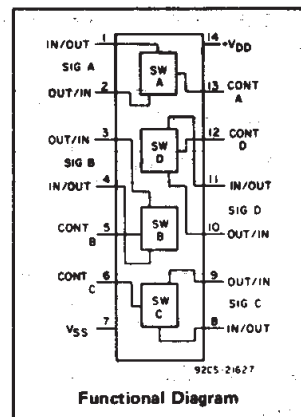 1
IN/OUT
SIG A
OUT/IN
2
3
OUT/IN
SIG B
4
IN/OUT
CONT B
5
CONT C
6
VSS
7
SW A
SW D
SW B
SW C
14
+VDD
13
CONT A
12
CONT D
11
IN/OUT
SIG D
10
OUT/IN
9
OUT/IN
SIG C
8
IN/OUT
92CS-21627
Functional Diagram